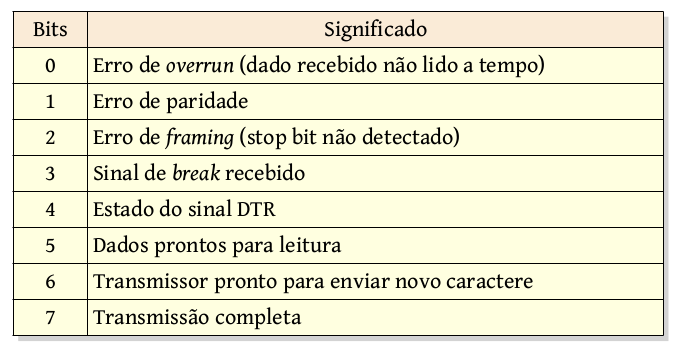 Bits Significado
0 Erro de overrun (dado recebido não lido a tempo)
1 Erro de paridade
2 Erro de framing (stop bit não detectado)
3 Sinal de break recebido
4 Estado do sinal DTR
5 Dados prontos para leitura
6 Transmissor pronto para enviar novo caractere
7 Transmissão completa